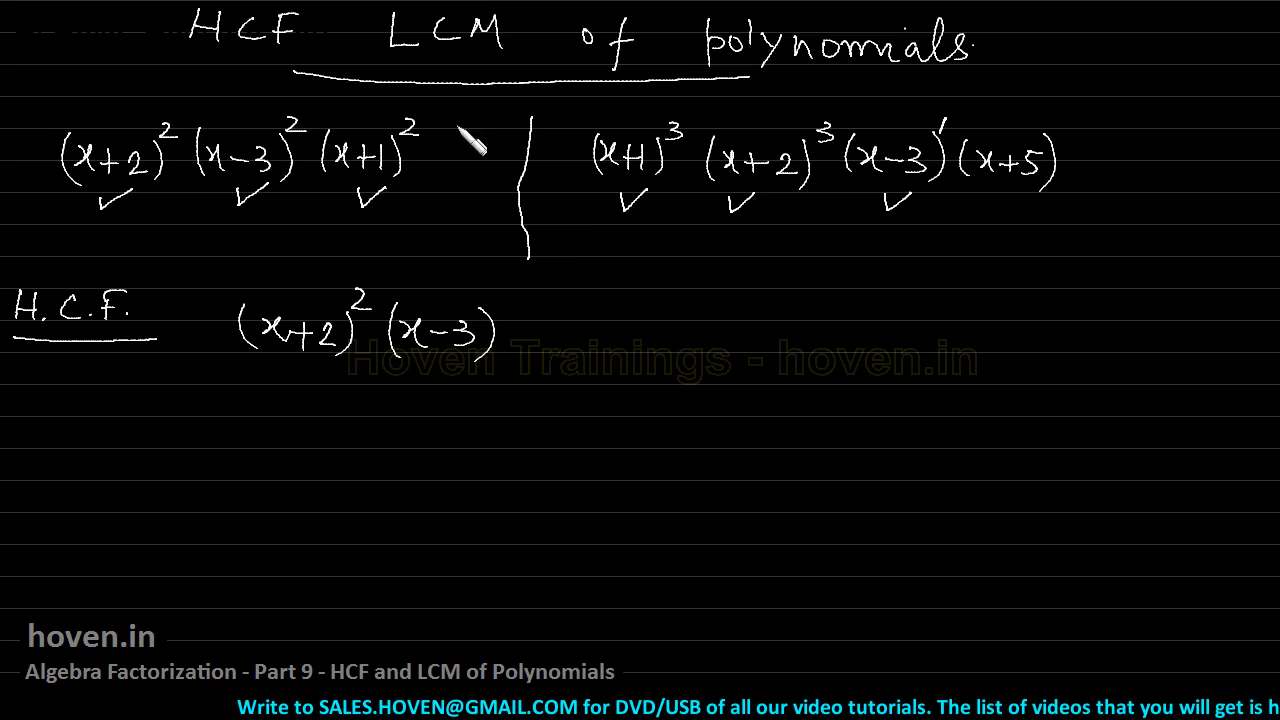 HCF LCM of polynomials
(x+2)² (x-3)² (x+1)² | (x+1)³ (x+2)³ (x-3)¹ (x+5)
H.C.F. (x+2)² (x-3)
Hoven Trainings - hoven.in
hoven.in
Algebra Factorization - Part 9 - HCF and LCM of Polynomials
Write to SALES.HOVEN@GMAIL.COM for DVD/USB of all our video tutorials. The list of videos that you will get is h